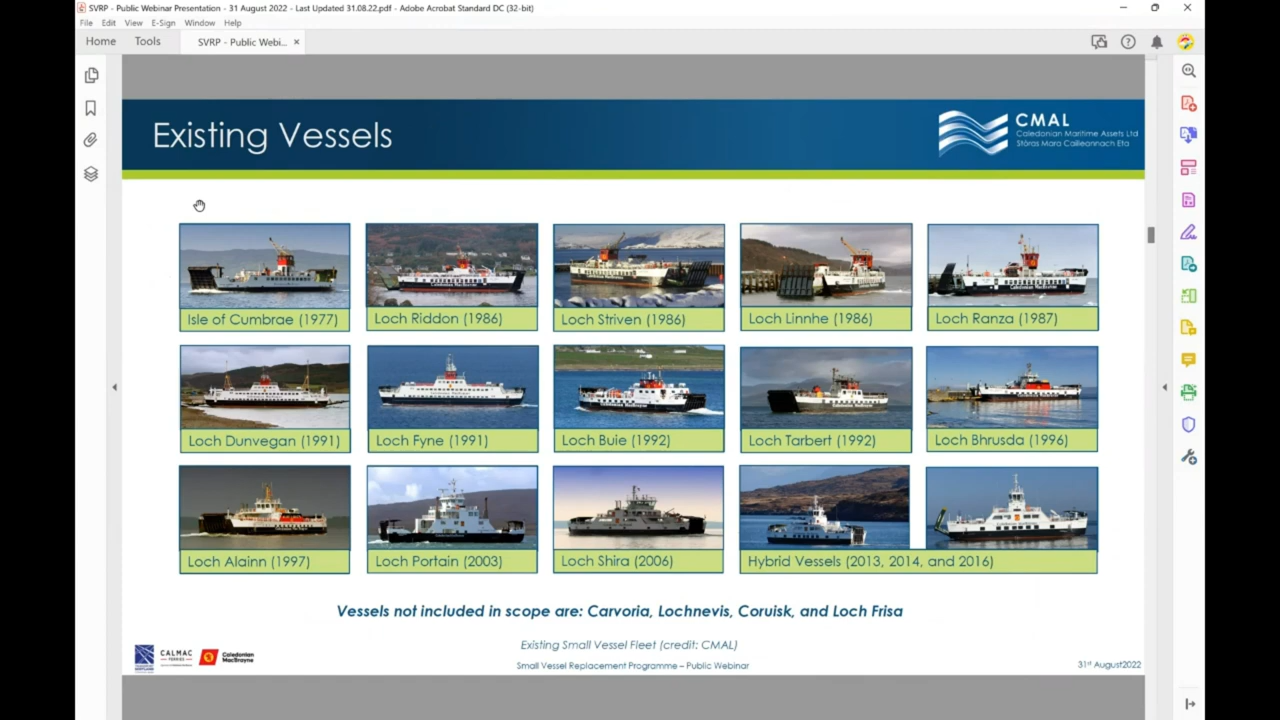 SVRP - Public Webinar Presentation - 31 August 2022 - Last Updated 31.08.22.pdf - Adobe Acrobat Standard DC (32-bit)
File Edit View E-Sign Window Help
Home Tools SVRP - Public Webi... ×
Existing Vessels
CMAL
Caledonian Maritime Assets Ltd
Stòras Mara Cailleannach Eta
Isle of Cumbrae (1977)
Loch Riddon (1986)
Loch Striven (1986)
Loch Linnhe (1986)
Loch Ranza (1987)
Loch Dunvegan (1991)
Loch Fyne (1991)
Loch Buie (1992)
Loch Tarbert (1992)
Loch Bhrusda (1996)
Loch Alainn (1997)
Loch Portain (2003)
Loch Shira (2006)
Hybrid Vessels (2013, 2014, and 2016)
Vessels not included in scope are: Carvoria, Lochnevis, Coruisk, and Loch Frisa
Existing Small Vessel Fleet (credit: CMAL)
Small Vessel Replacement Programme – Public Webinar
31st August2022
CALMAC
FERRIES
Caledonian
MacBrayne